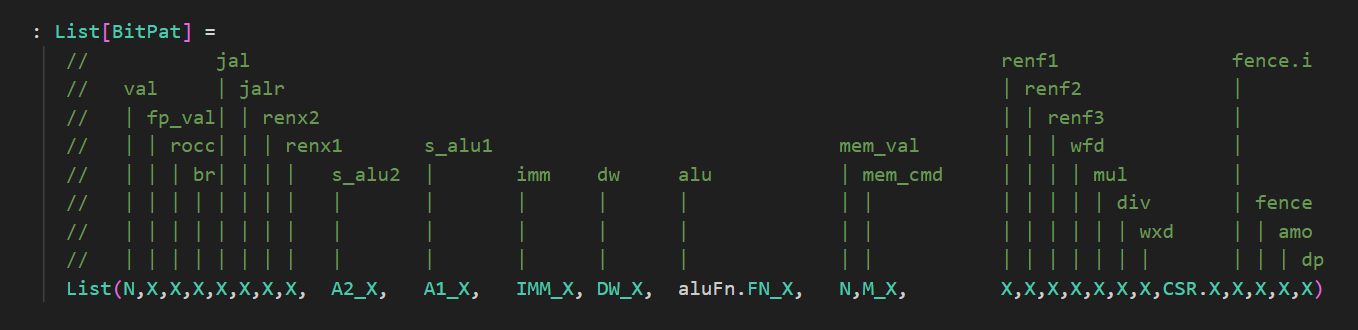 : List[BitPat] =
//           jal                                                                 renf1               fence.i
//   val     | jalr                                                              | renf2             |
//   | fp_val| | renx2                                                           | | renf3           |
//   | | rocc| | | renx1       s_alu1                              mem_val       | | | wfd           |
//   | | | br| | | |   s_alu2  |       imm    dw     alu           | mem_cmd     | | | | mul         |
//   | | | | | | | |   |       |       |      |      |             | |           | | | | | div       | fence
//   | | | | | | | |   |       |       |      |      |             | |           | | | | | | wxd     | | amo
//   | | | | | | | |   |       |       |      |      |             | |           | | | | | | |       | | | dp
List(N,X,X,X,X,X,X,X,  A2_X,   A1_X,   IMM_X, DW_X,  aluFn.FN_X,   N,M_X,        X,X,X,X,X,X,X,CSR.X,X,X,X,X)